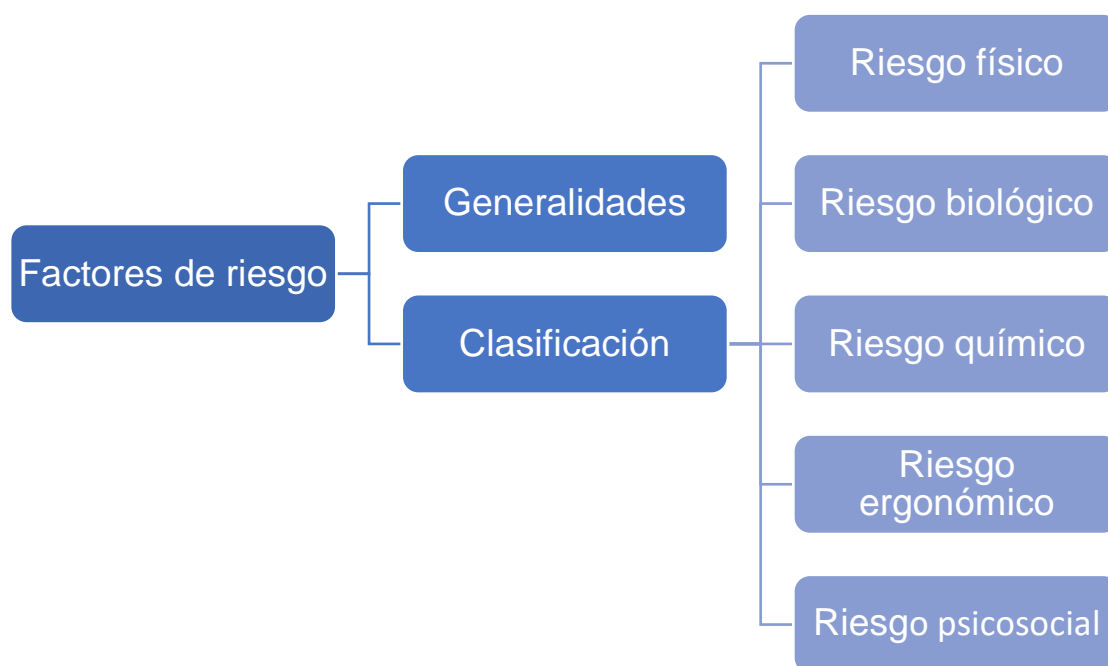 Factores de riesgo
Generalidades
Clasificación
Riesgo físico
Riesgo biológico
Riesgo químico
Riesgo
ergonómico
Riesgo psicosocial